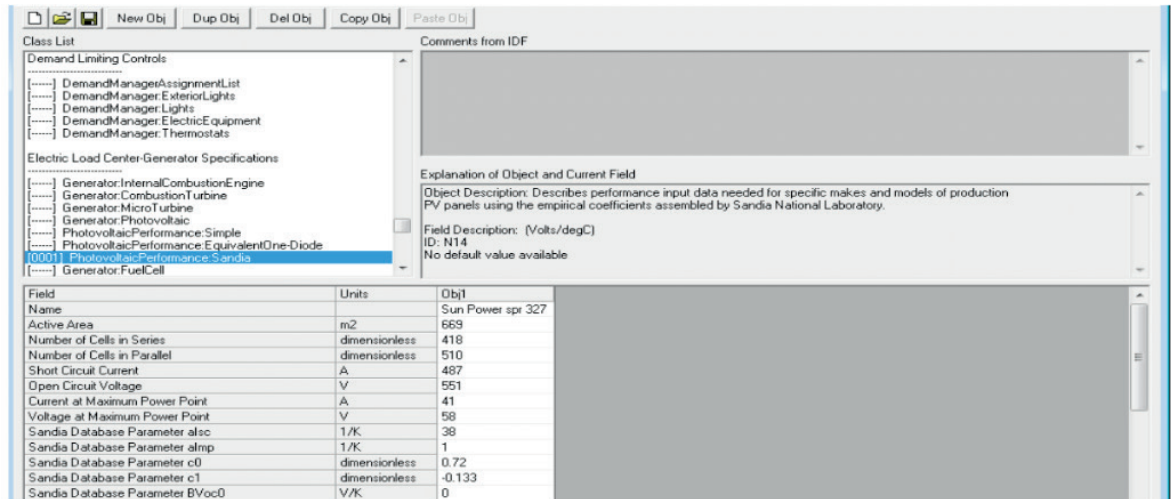 New Obj Dup Obj Del Obj Copy Obj Paste Obj
Class List
Demand Limiting Controls
------------------------
[------] DemandManagerAssignmentList
[------] DemandManager:ExteriorLights
[------] DemandManager:Lights
[------] DemandManager:ElectricEquipment
[------] DemandManager:Thermostats
Electric Load Center-Generator Specifications
------------------------
[------] Generator:InternalCombustionEngine
[------] Generator:CombustionTurbine
[------] Generator:MicroTurbine
[------] Generator:Photovoltaic
[------] PhotovoltaicPerformance:Simple
[------] PhotovoltaicPerformance:EquivalentOne-Diode
[0001] PhotovoltaicPerformance:Sandia
[------] Generator:FuelCell
Comments from IDF
Explanation of Object and Current Field
Object Description: Describes performance input data needed for specific makes and models of production
PV panels using the empirical coefficients assembled by Sandia National Laboratory.
Field Description: (Volts/degC)
ID: N14
No default value available
Field Units Obj1
Name Sun Power spr 327
Active Area m2 669
Number of Cells in Series dimensionless 418
Number of Cells in Parallel dimensionless 510
Short Circuit Current A 487
Open Circuit Voltage V 551
Current at Maximum Power Point A 41
Voltage at Maximum Power Point V 58
Sandia Database Parameter aIsc 1/K 38
Sandia Database Parameter aImp 1/K 1
Sandia Database Parameter c0 dimensionless 0.72
Sandia Database Parameter c1 dimensionless -0.133
Sandia Database Parameter BVoc0 V/K 0